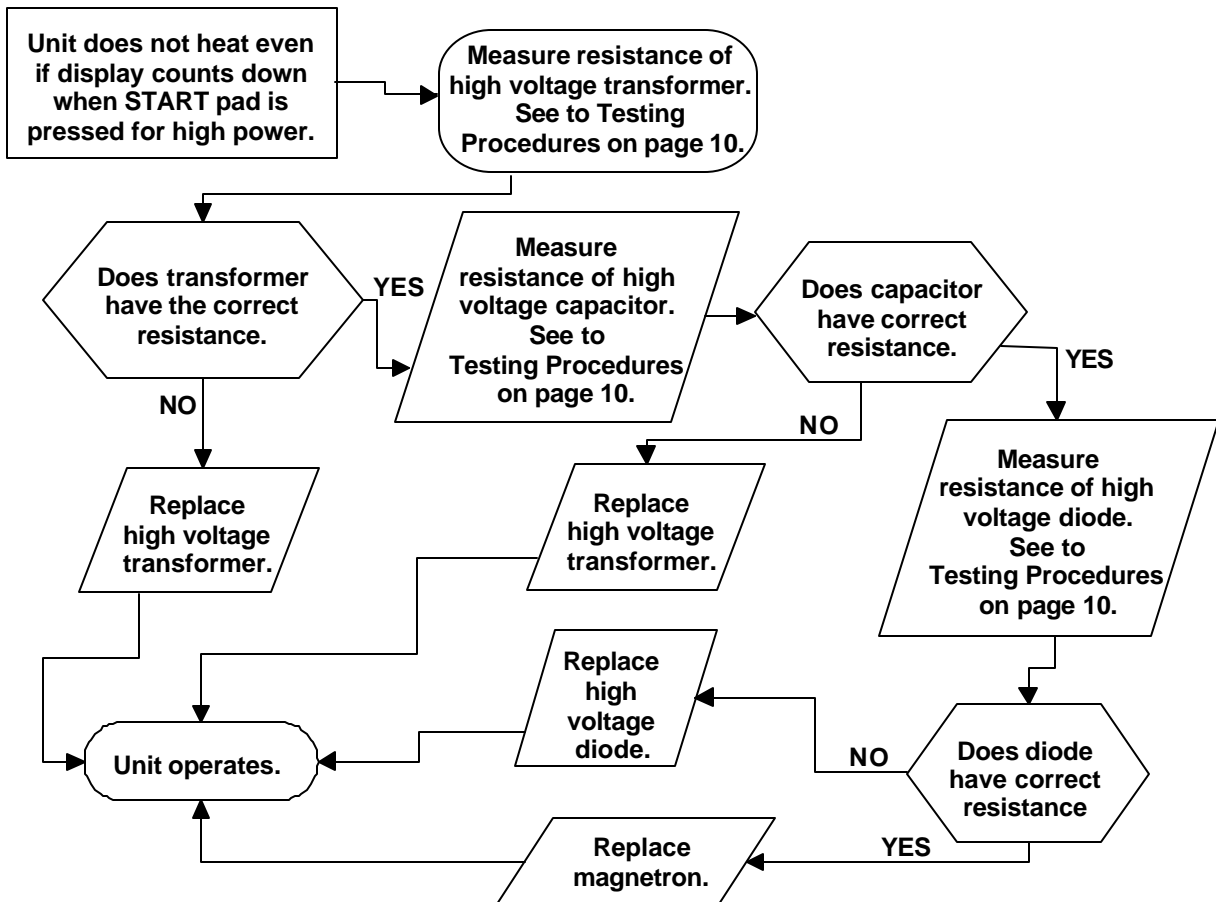 Unit does not heat even
if display counts down
when START pad is
pressed for high power.
Measure resistance of
high voltage transformer.
See to Testing
Procedures on page 10.
Does transformer
have the correct
resistance.
YES
NO
Measure
resistance of high
voltage capacitor.
See to
Testing Procedures
on page 10.
Does capacitor
have correct
resistance.
YES
NO
Replace
high voltage
transformer.
Replace
high voltage
transformer.
Measure
resistance of high
voltage diode.
See to
Testing Procedures
on page 10.
Replace
high
voltage
diode.
Unit operates.
NO
Does diode
have correct
resistance
YES
Replace
magnetron.